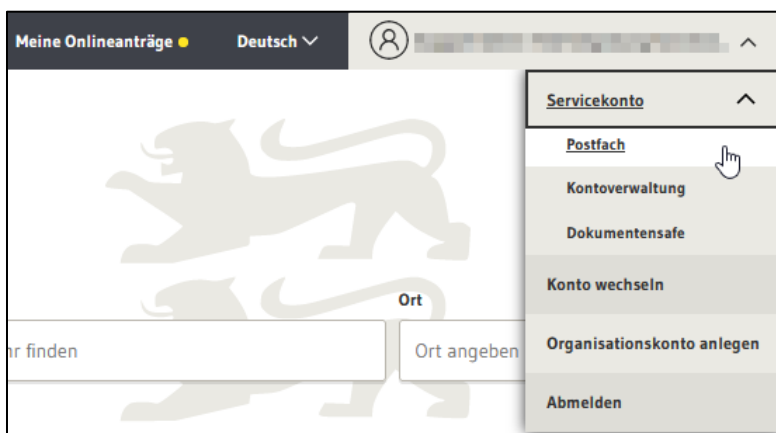 Meine Onlineanträge
Deutsch
Servicekonto
Postfach
Kontoverwaltung
Dokumentensafe
Konto wechseln
Organisationskonto anlegen
Abmelden
Ort
finden
Ort angeben